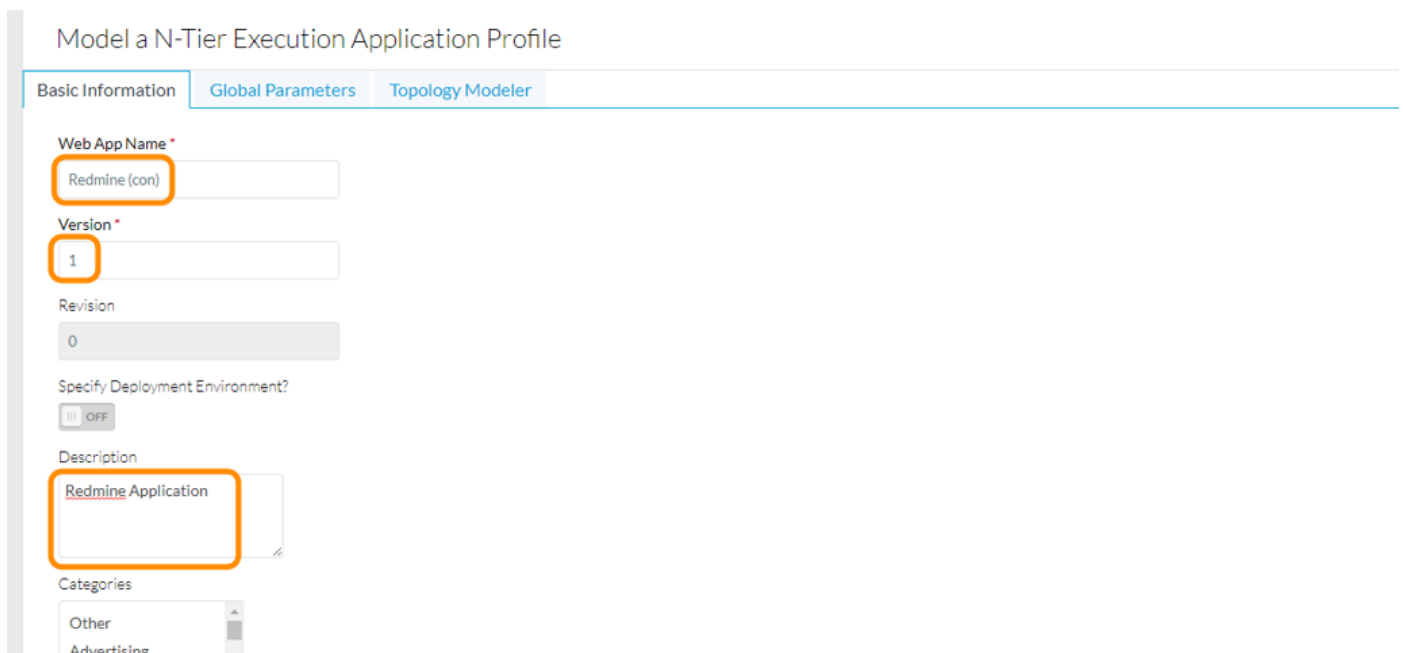 Model a N-Tier Execution Application Profile
Basic Information Global Parameters Topology Modeler
Web App Name *
Redmine (con)
Version *
1
Revision
0
Specify Deployment Environment?
OFF
Description
Redmine Application
Categories
Other
Advertising